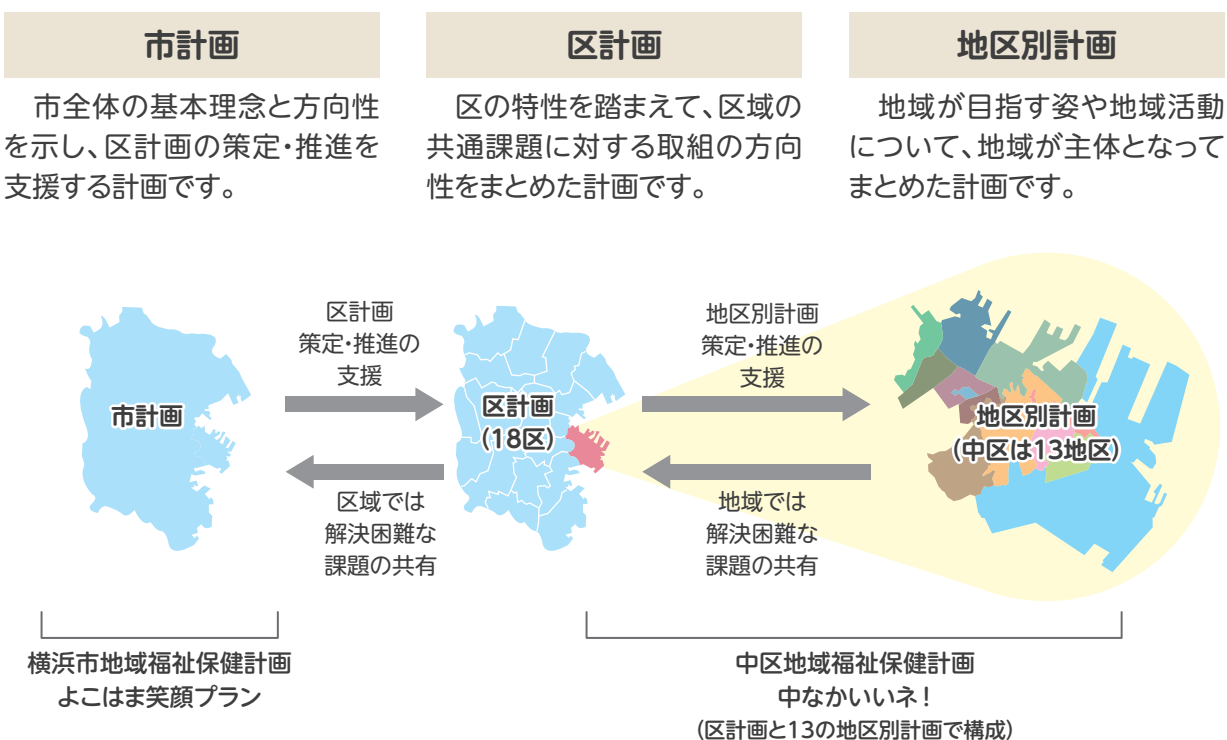 市計画
市全体の基本理念と方向性
を示し、区計画の策定・推進を
支援する計画です。
区計画
区の特性を踏まえて、区域の
共通課題に対する取組の方向
性をまとめた計画です。
地区別計画
地域が目指す姿や地域活動
について、地域が主体となって
まとめた計画です。
市計画
区計画
策定・推進の
支援
区域では
解決困難な
課題の共有
区計画
(18区)
地区別計画
策定・推進の
支援
地域では
解決困難な
課題の共有
地区別計画
(中区は13地区)
横浜市地域福祉保健計画
よこはま笑顔プラン
中区地域福祉保健計画
中なかいいネ!
(区計画と13の地区別計画で構成)